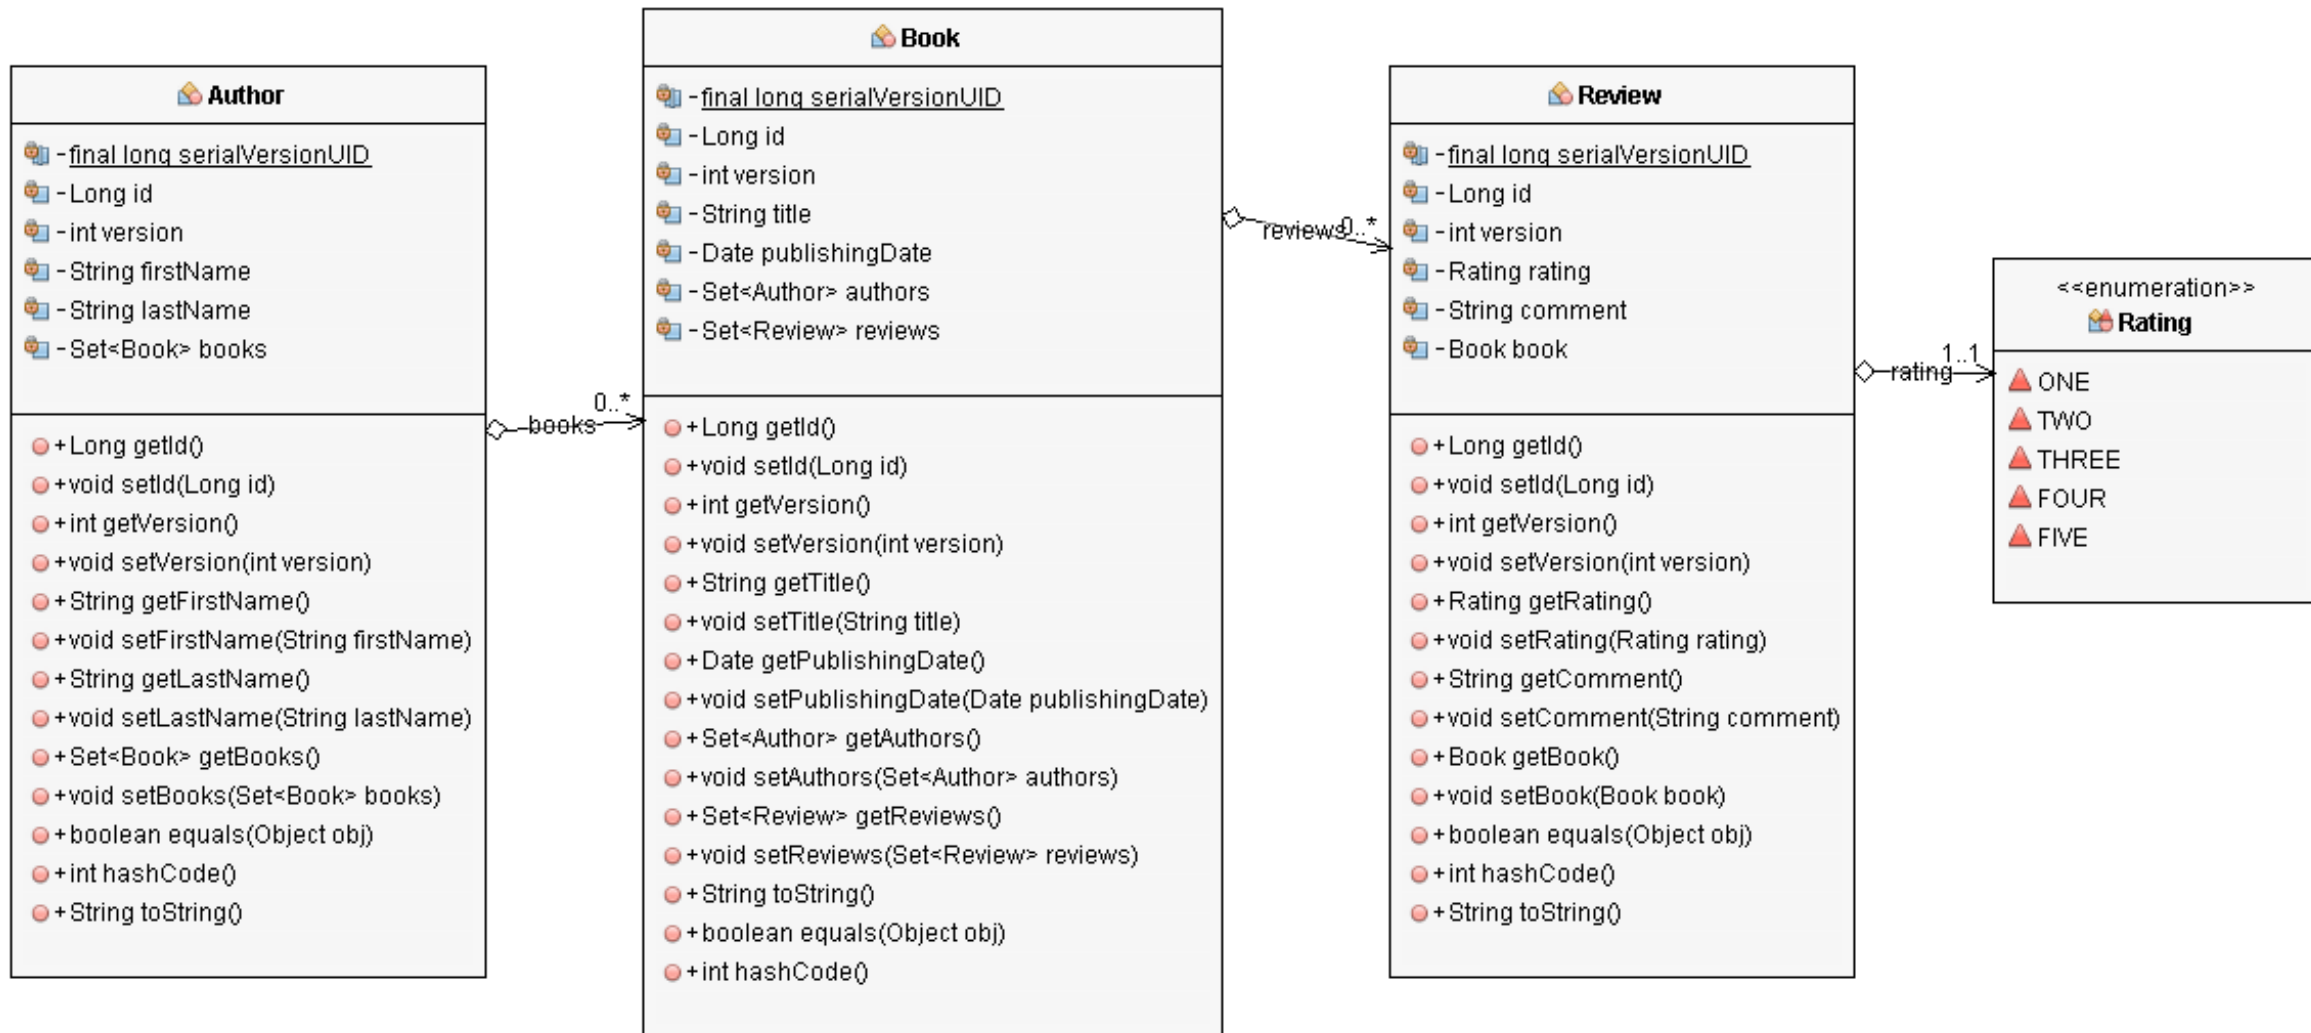 Author
-final long serialVersionUID
-Long id
-int version
-String firstName
-String lastName
-Set<Book> books
+Long getId()
+void setId(Long id)
+int getVersion()
+void setVersion(int version)
+String getFirstName()
+void setFirstName(String firstName)
+String getLastName()
+void setLastName(String lastName)
+Set<Book> getBooks()
+void setBooks(Set<Book> books)
+boolean equals(Object obj)
+int hashCode()
+String toString()
books
0..*
Book
-final long serialVersionUID
-Long id
-int version
-String title
-Date publishingDate
-Set<Author> authors
-Set<Review> reviews
+Long getId()
+void setId(Long id)
+int getVersion()
+void setVersion(int version)
+String getTitle()
+void setTitle(String title)
+Date getPublishingDate()
+void setPublishingDate(Date publishingDate)
+Set<Author> getAuthors()
+void setAuthors(Set<Author> authors)
+Set<Review> getReviews()
+void setReviews(Set<Review> reviews)
+String toString()
+boolean equals(Object obj)
+int hashCode()
reviews
0..*
Review
-final long serialVersionUID
-Long id
-int version
-Rating rating
-String comment
-Book book
+Long getId()
+void setId(Long id)
+int getVersion()
+void setVersion(int version)
+Rating getRating()
+void setRating(Rating rating)
+String getComment()
+void setComment(String comment)
+Book getBook()
+void setBook(Book book)
+boolean equals(Object obj)
+int hashCode()
+String toString()
rating
1..1
<<enumeration>>
Rating
ONE
TWO
THREE
FOUR
FIVE